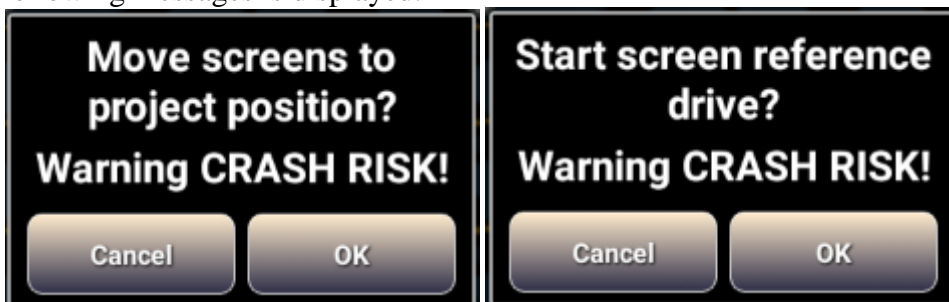 following messages is displayed:
Move screens to
project position?
Warning CRASH RISK!
Cancel OK
Start screen reference
drive?
Warning CRASH RISK!
Cancel OK